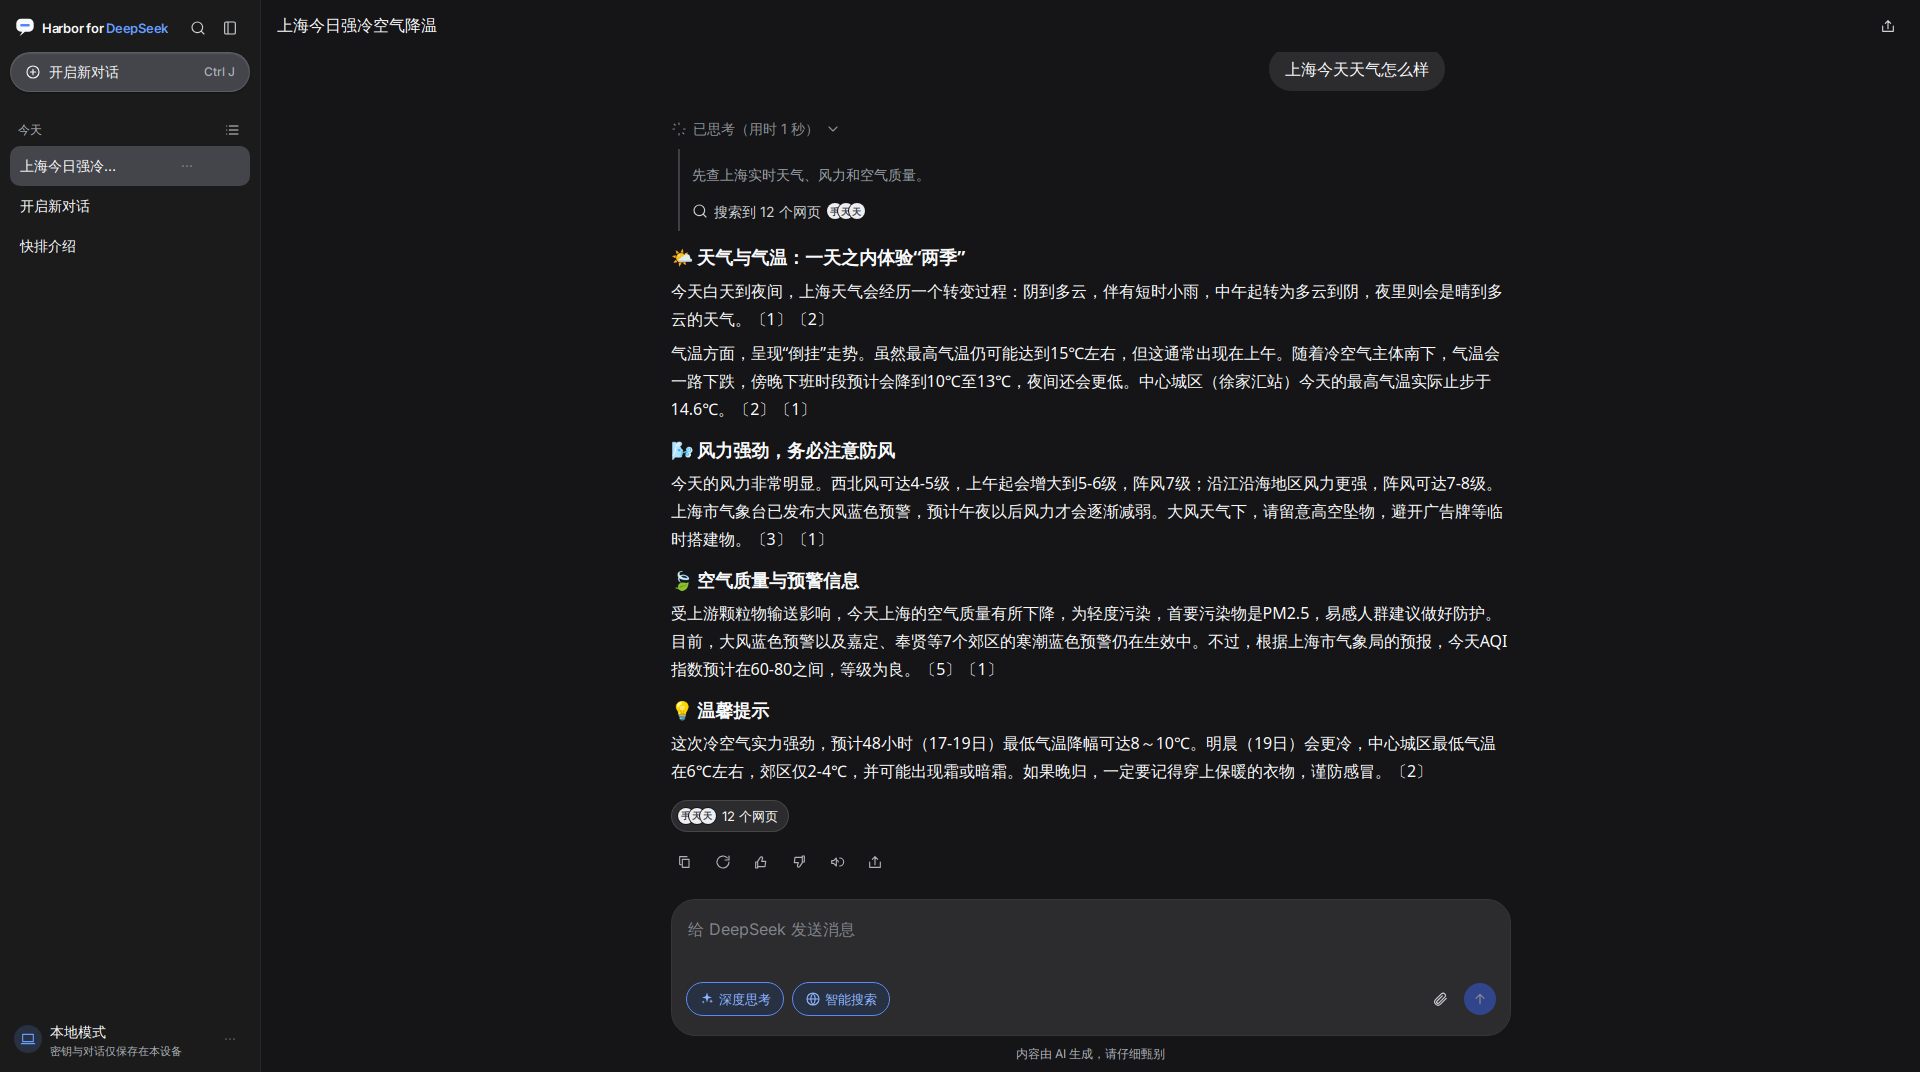 Harbor for DeepSeek
开启新对话 Ctrl J
今天
上海今日强冷...
开启新对话
快排介绍
本地模式
密钥与对话仅保存在本设备
上海今日强冷空气降温
上海今天天气怎么样
已思考（用时 1 秒）
先查上海实时天气、风力和空气质量。
搜索到 12 个网页 天 天
🌤️ 天气与气温：一天之内体验“两季”
今天白天到夜间，上海天气会经历一个转变过程：阴到多云，伴有短时小雨，中午起转为多云到阴，夜里则会是晴到多
云的天气。〔1〕〔2〕
气温方面，呈现“倒挂”走势。虽然最高气温仍可能达到15℃左右，但这通常出现在上午。随着冷空气主体南下，气温会
一路下跌，傍晚下班时段预计会降到10℃至13℃，夜间还会更低。中心城区（徐家汇站）今天的最高气温实际止步于
14.6℃。〔2〕〔1〕
🌬️ 风力强劲，务必注意防风
今天的风力非常明显。西北风可达4-5级，上午起会增大到5-6级，阵风7级；沿江沿海地区风力更强，阵风可达7-8级。
上海市气象台已发布大风蓝色预警，预计午夜以后风力才会逐渐减弱。大风天气下，请留意高空坠物，避开广告牌等临
时搭建物。〔3〕〔1〕
🍃 空气质量与预警信息
受上游颗粒物输送影响，今天上海的空气质量有所下降，为轻度污染，首要污染物是PM2.5，易感人群建议做好防护。
目前，大风蓝色预警以及嘉定、奉贤等7个郊区的寒潮蓝色预警仍在生效中。不过，根据上海市气象局的预报，今天AQI
指数预计在60-80之间，等级为良。〔5〕〔1〕
💡 温馨提示
这次冷空气实力强劲，预计48小时（17-19日）最低气温降幅可达8～10℃。明晨（19日）会更冷，中心城区最低气温
在6℃左右，郊区仅2-4℃，并可能出现霜或暗霜。如果晚归，一定要记得穿上保暖的衣物，谨防感冒。〔2〕
天 天 12 个网页
给 DeepSeek 发送消息
深度思考 智能搜索
内容由 AI 生成，请仔细甄别